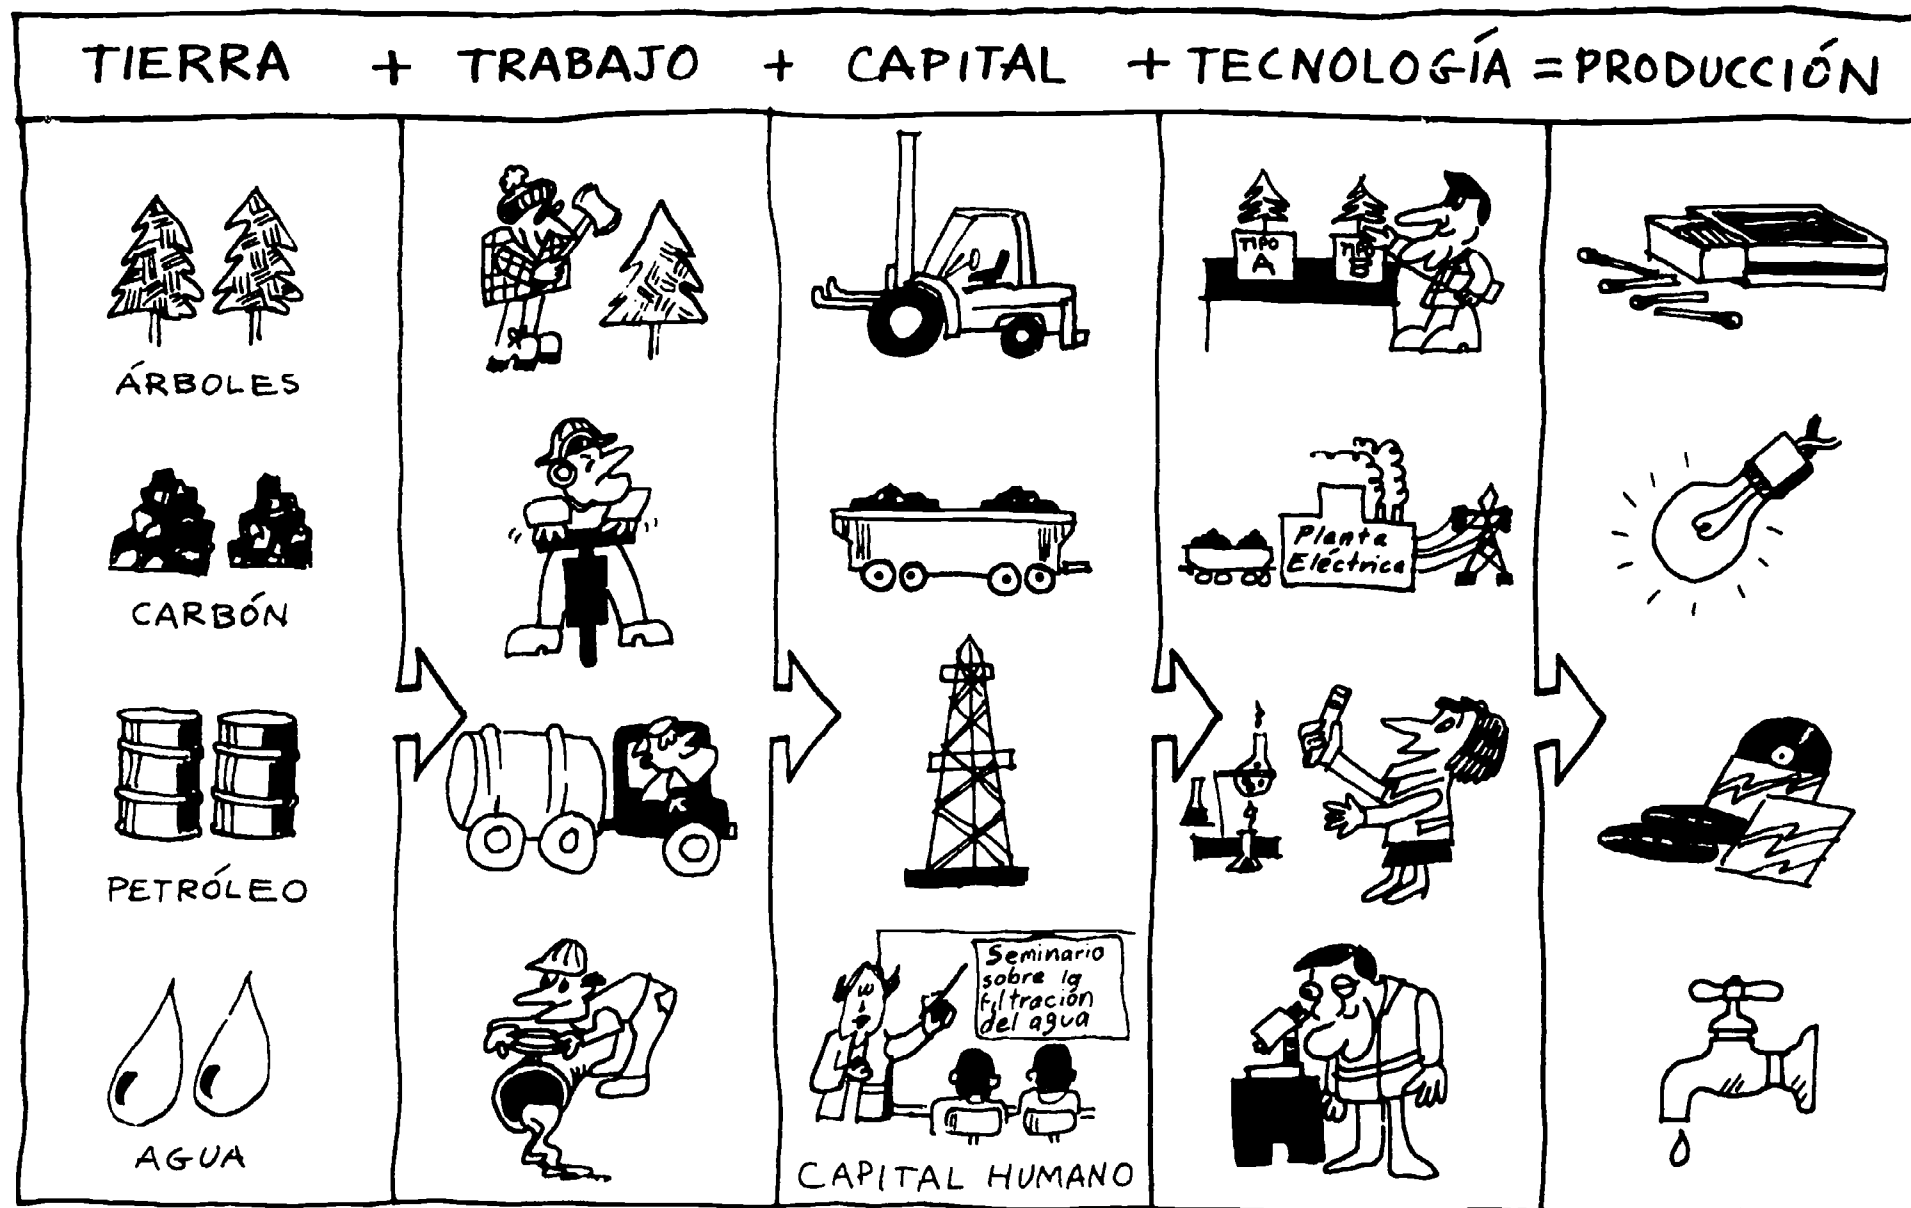 TIERRA + TRABAJO + CAPITAL + TECNOLOGÍA = PRODUCCIÓN
ÁRBOLES
TIPO
A
TIPO
CARBÓN
Planta
Eléctrica
PETRÓLEO
Seminario
sobre la
filtración
del agua
AGUA
CAPITAL HUMANO